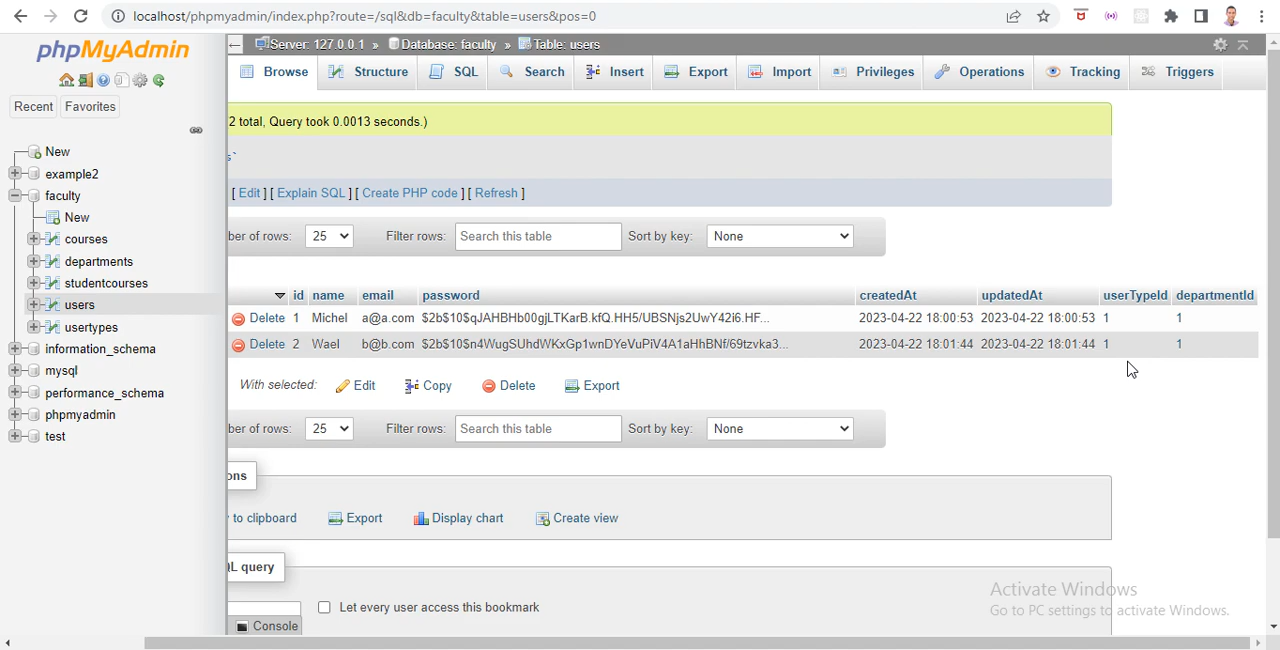 localhost/phpmyadmin/index.php?route=/sql&db=faculty&table=users&pos=0
phpMyAdmin
Recent Favorites
New
example2
faculty
New
courses
departments
studentcourses
users
usertypes
information_schema
mysql
performance_schema
phpmyadmin
test
Server: 127.0.0.1 » Database: faculty » Table: users
Browse Structure SQL Search Insert Export Import Privileges Operations Tracking Triggers
2 total, Query took 0.0013 seconds.)
s`
[ Edit ] [ Explain SQL ] [ Create PHP code ] [ Refresh ]
ber of rows: 25 Filter rows: Search this table Sort by key: None
id name email password createdAt updatedAt userTypeId departmentId
Delete 1 Michel a@a.com $2b$10$qJAHBHb00gjLTKarB.kfQ.HH5/UBSNjs2UwY42i6.HF... 2023-04-22 18:00:53 2023-04-22 18:00:53 1 1
Delete 2 Wael b@b.com $2b$10$n4WugSUhdWKxGp1wnDYeVuPiV4A1aHhBNf/69tzvka3... 2023-04-22 18:01:44 2023-04-22 18:01:44 1 1
With selected: Edit Copy Delete Export
ber of rows: 25 Filter rows: Search this table Sort by key: None
ons
to clipboard Export Display chart Create view
QL query
Let every user access this bookmark
Console
Activate Windows
Go to PC settings to activate Windows.